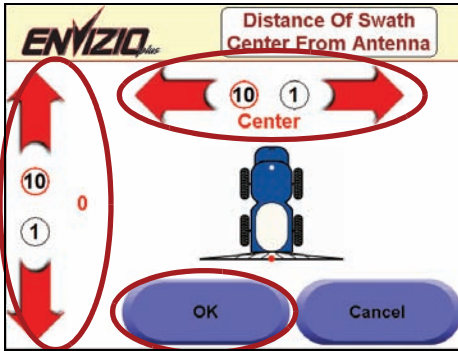 ENVIZIO plus
Distance Of Swath
Center From Antenna
10 1
Center
10
0
1
OK
Cancel